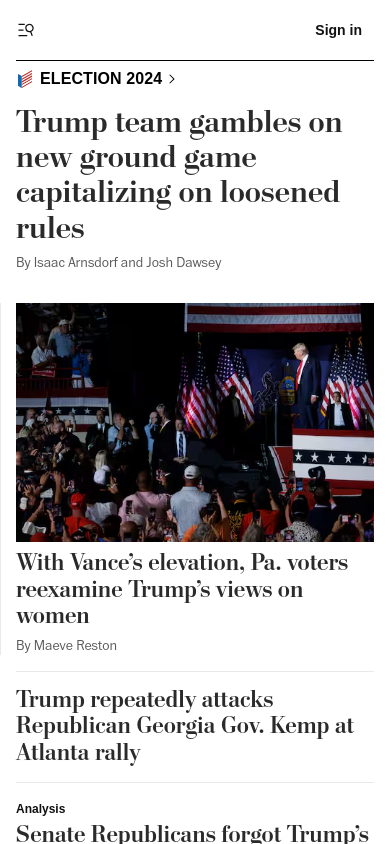 Sign in
ELECTION 2024
Trump team gambles on
new ground game
capitalizing on loosened
rules
By Isaac Arnsdorf and Josh Dawsey
With Vance’s elevation, Pa. voters
reexamine Trump’s views on
women
By Maeve Reston
Trump repeatedly attacks
Republican Georgia Gov. Kemp at
Atlanta rally
Analysis
Senate Republicans forgot Trump’s